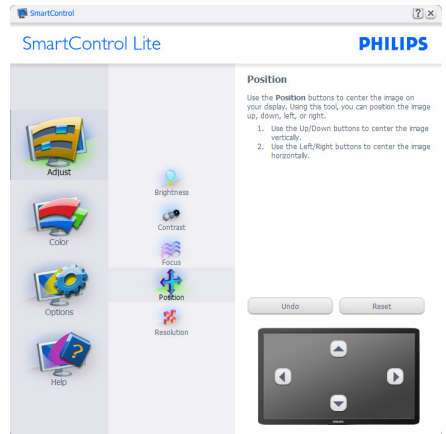 SmartControl
SmartControl Lite
PHILIPS
Adjust
Color
Options
Help
Brightness
Contrast
Focus
Position
Resolution
Position
Use the Position buttons to center the image on
your display. Using this tool, you can position the image
up, down, left, or right.
1. Use the Up/Down buttons to center the image
vertically.
2. Use the Left/Right buttons to center the image
horizontally.
Undo
Reset
PHILIPS